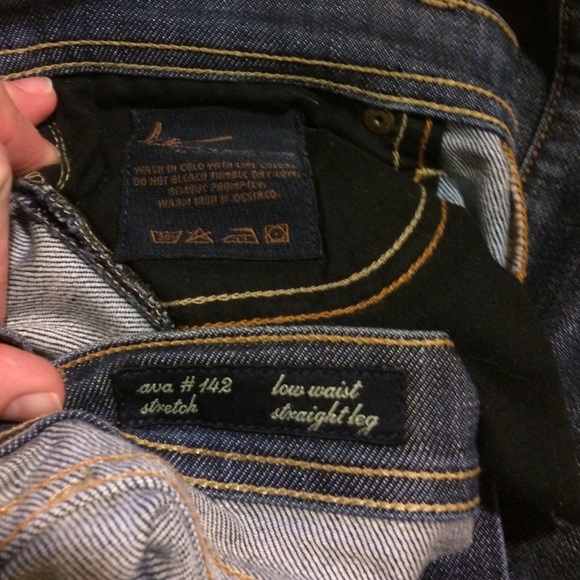 WASH IN COLD WITH LIKE COLORS
DO NOT BLEACH TUMBLE DRY LOW.
REMOVE PROMPTLY.
WARM IRON IF DESIRED.
ava # 142 low waist
stretch straight leg